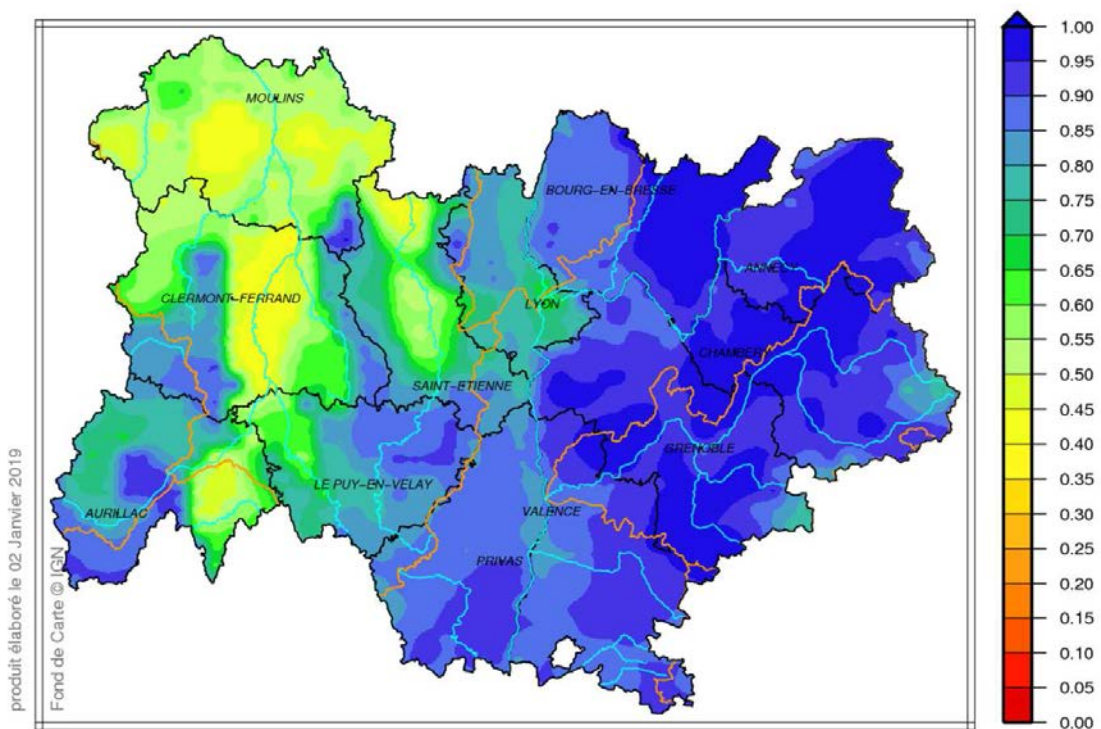 MOULINS
BOURG-EN-BRESSE
ANNECY
CLERMONT-FERRAND
LYON
CHAMBER
SAINT-ETIENNE
GRENOBLE
LE PUY-EN-VELAY
AURILLAC
VALENCE
PRIVAS
produit élaboré le 02 Janvier 2019
Fond de Carte © IGN
1.00
0.95
0.90
0.85
0.80
0.75
0.70
0.65
0.60
0.55
0.50
0.45
0.40
0.35
0.30
0.25
0.20
0.15
0.10
0.05
0.00